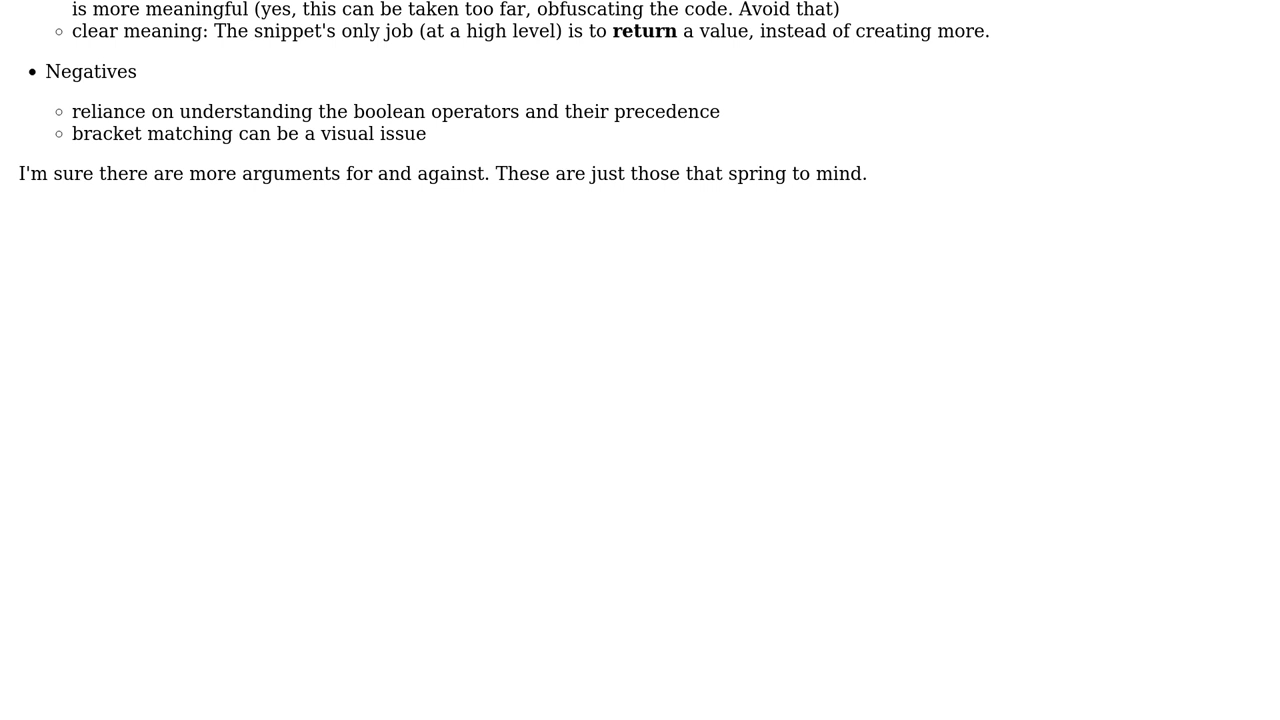 is more meaningful (yes, this can be taken too far, obfuscating the code. Avoid that)
clear meaning: The snippet's only job (at a high level) is to return a value, instead of creating more.
Negatives
reliance on understanding the boolean operators and their precedence
bracket matching can be a visual issue
I'm sure there are more arguments for and against. These are just those that spring to mind.